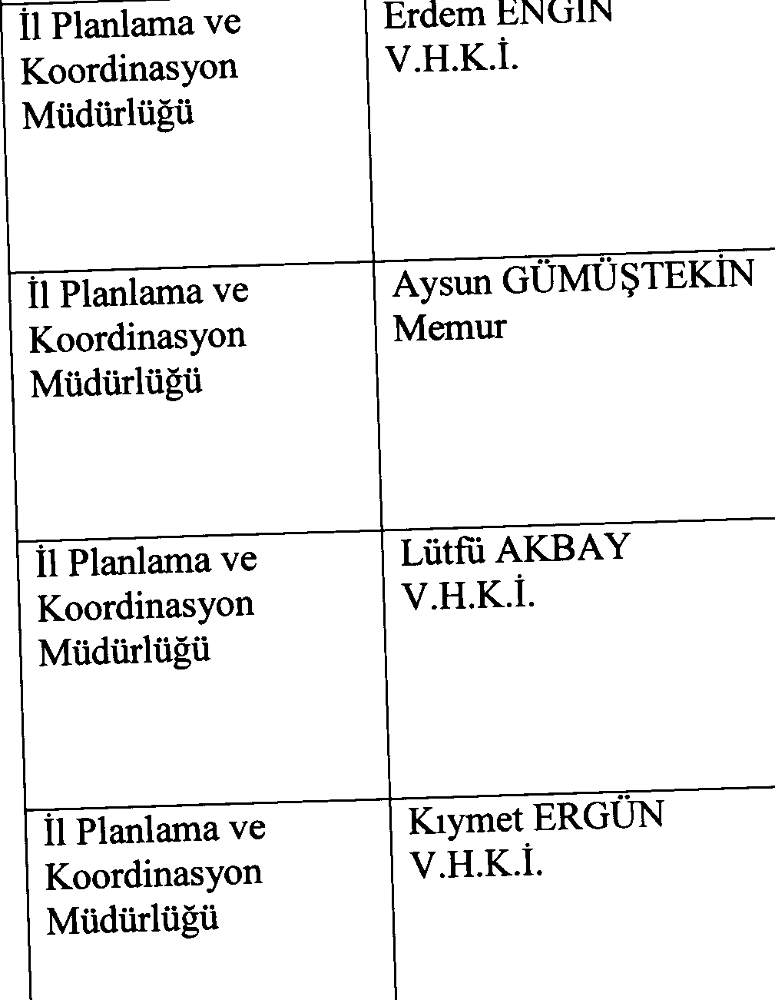 İl Planlama ve
Koordinasyon
Müdürlüğü
Erdem ENGİN
V.H.K.İ.
İl Planlama ve
Koordinasyon
Müdürlüğü
Aysun GÜMÜŞTEKİN
Memur
İl Planlama ve
Koordinasyon
Müdürlüğü
Lütfü AKBAY
V.H.K.İ.
İl Planlama ve
Koordinasyon
Müdürlüğü
Kıymet ERGÜN
V.H.K.İ.